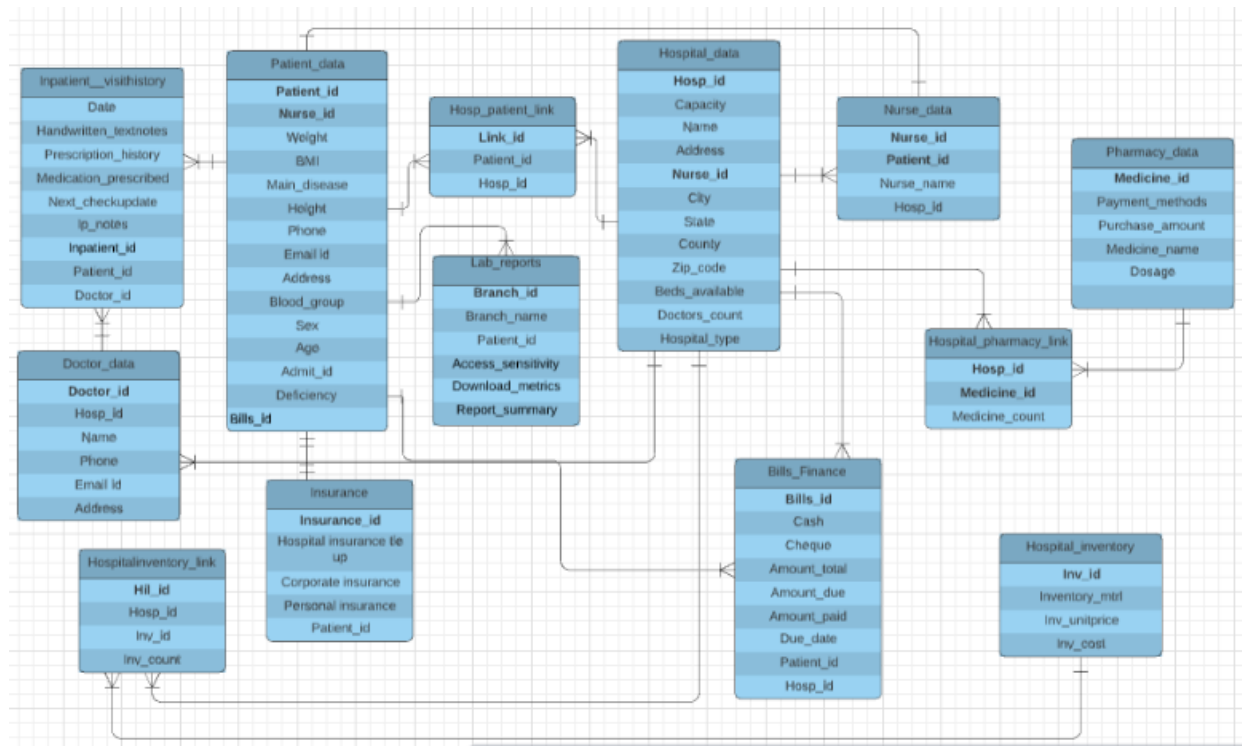 Inpatient__visithistory
Date
Handwritten_textnotes
Prescription_history
Medication_prescribed
Next_checkupdate
Ip_notes
Inpatient_id
Patient_id
Doctor_id
Patient_data
Patient_id
Nurse_id
Weight
BMI
Main_disease
Height
Phone
Email id
Address
Blood_group
Sex
Age
Admit_id
Deficiency
Bills_id
Hosp_patient_link
Link_id
Patient_id
Hosp_id
Lab_reports
Branch_id
Branch_name
Patient_id
Access_sensitivity
Download_metrics
Report_summary
Hospital_data
Hosp_id
Capacity
Name
Address
Nurse_id
City
State
County
Zip_code
Beds_available
Doctors_count
Hospital_type
Nurse_data
Nurse_id
Patient_id
Nurse_name
Hosp_id
Pharmacy_data
Medicine_id
Payment_methods
Purchase_amount
Medicine_name
Dosage
Hospital_pharmacy_link
Hosp_id
Medicine_id
Medicine_count
Doctor_data
Doctor_id
Hosp_id
Name
Phone
Email id
Address
Insurance
Insurance_id
Hospital insurance tie
up
Corporate insurance
Personal insurance
Patient_id
Bills_Finance
Bills_id
Cash
Cheque
Amount_total
Amount_due
Amount_paid
Due_date
Patient_id
Hosp_id
Hospitalinventory_link
Hil_id
Hosp_id
Inv_id
Inv_count
Hospital_inventory
Inv_id
Inventory_mtrl
Inv_unitprice
Inv_cost